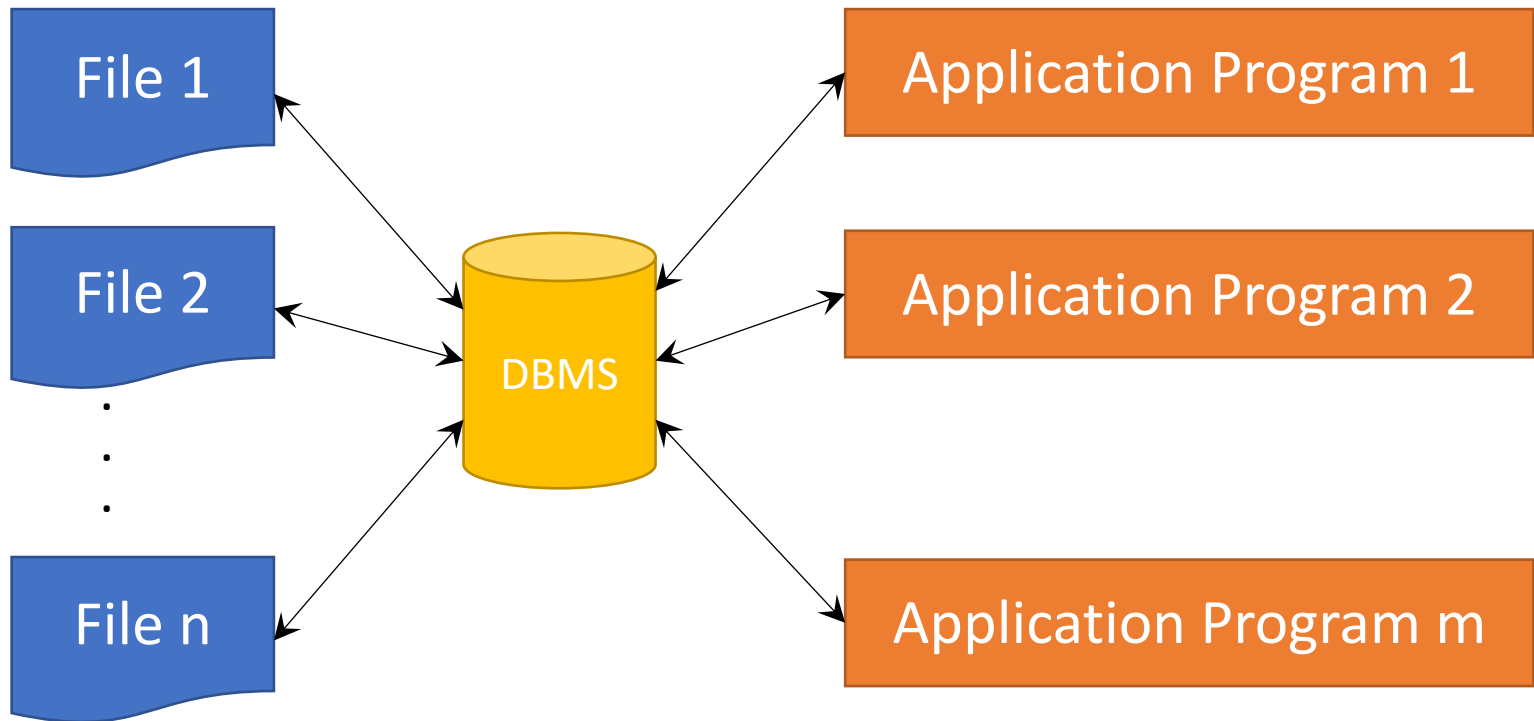 File 1
Application Program 1
File 2
Application Program 2
DBMS
.
.
.
File n
Application Program m